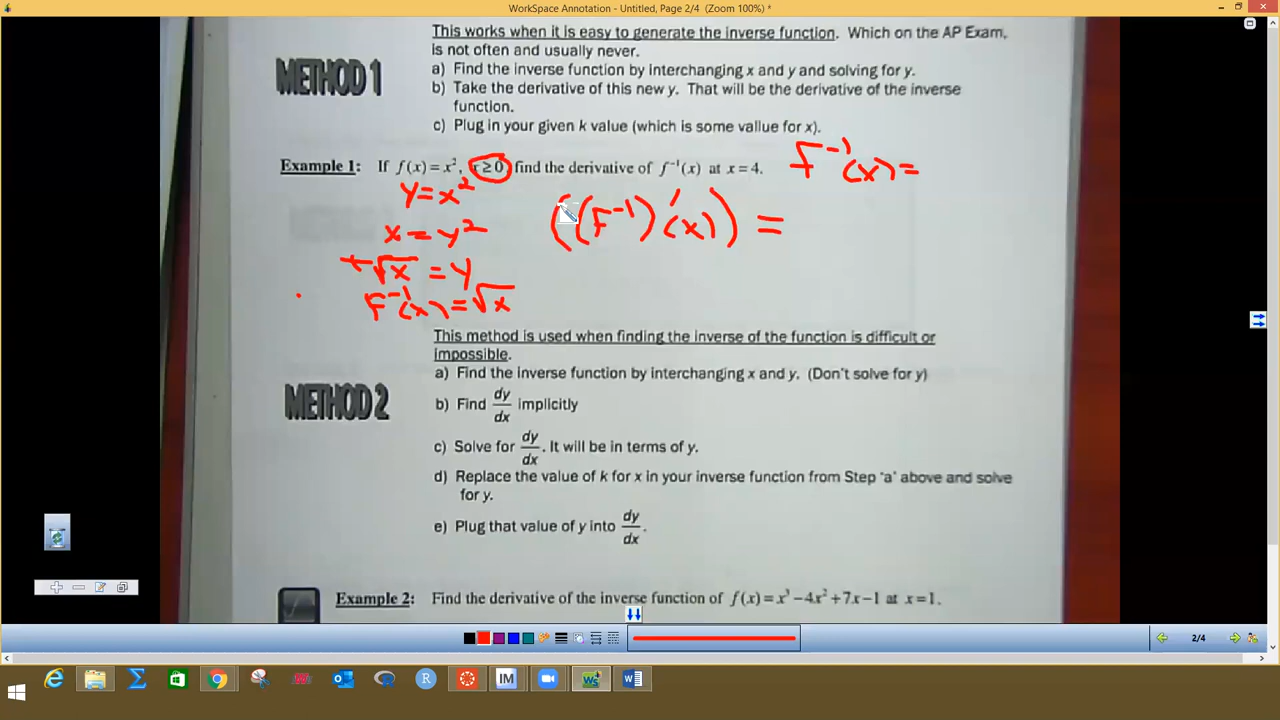 WorkSpace Annotation - Untitled, Page 2/4 (Zoom 100%) *
METHOD 1
This works when it is easy to generate the inverse function. Which on the AP Exam,
is not often and usually never.
a) Find the inverse function by interchanging x and y and solving for y.
b) Take the derivative of this new y. That will be the derivative of the inverse
function.
c) Plug in your given k value (which is some vallue for x).
Example 1: If f(x) = x², x ≥ 0, find the derivative of f⁻¹(x) at x = 4.
f⁻¹(x) =
y = x²
((f⁻¹)'(x)) =
x = y²
+√x = y
f⁻¹(x) = √x
METHOD 2
This method is used when finding the inverse of the function is difficult or
impossible.
a) Find the inverse function by interchanging x and y. (Don't solve for y)
b) Find dy/dx implicitly
c) Solve for dy/dx. It will be in terms of y.
d) Replace the value of k for x in your inverse function from Step 'a' above and solve
for y.
e) Plug that value of y into dy/dx.
Example 2: Find the derivative of the inverse function of f(x) = x³ − 4x² + 7x − 1 at x = 1.
2/4